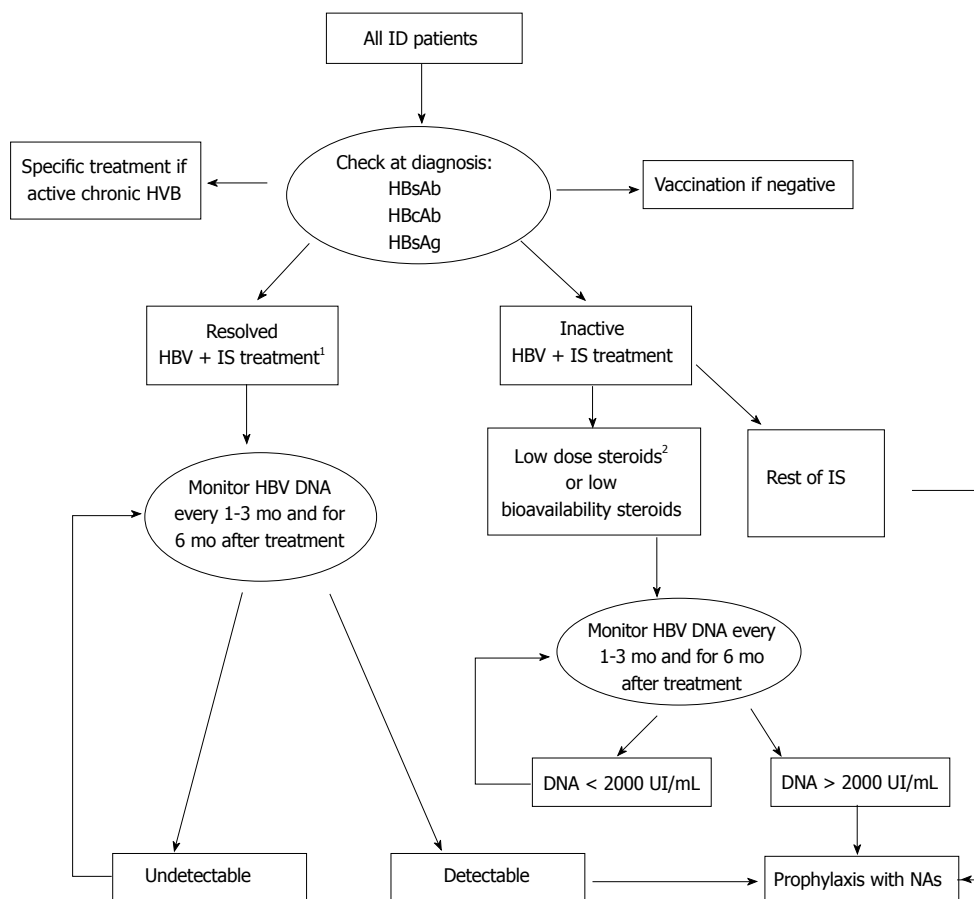 All ID patients
Specific treatment if
active chronic HVB
Check at diagnosis:
HBsAb
HBcAb
HBsAg
Vaccination if negative
Resolved
HBV + IS treatment1
Inactive
HBV + IS treatment
Low dose steroids2
or low
bioavailability steroids
Rest of IS
Monitor HBV DNA
every 1-3 mo and for
6 mo after treatment
Monitor HBV DNA every
1-3 mo and for 6 mo
after treatment
DNA < 2000 UI/mL
DNA > 2000 UI/mL
Undetectable
Detectable
Prophylaxis with NAs